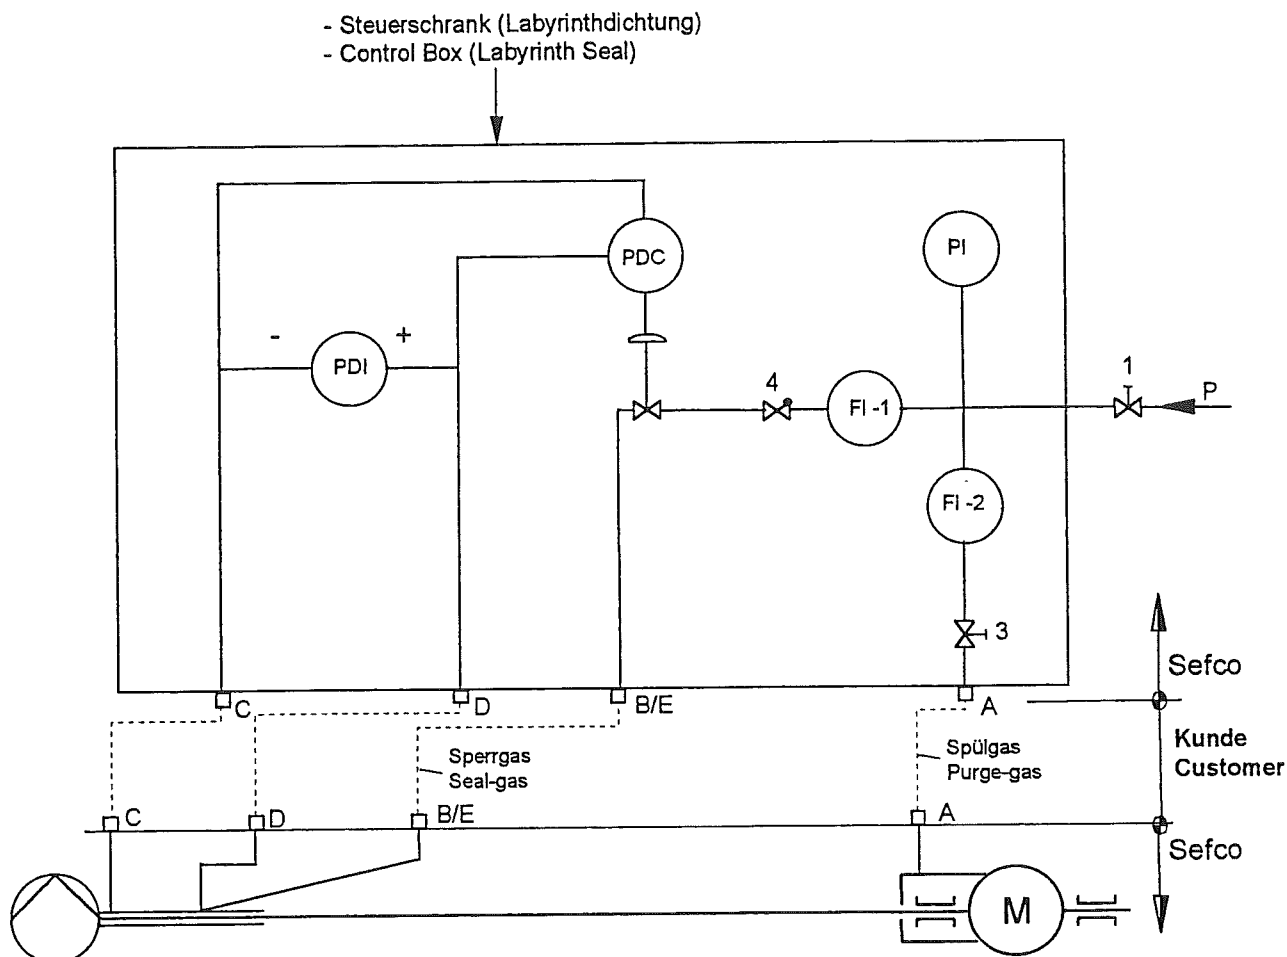 - Steuerschrank (Labyrinthdichtung)
- Control Box (Labyrinth Seal)
PDC
PI
- +
PDI
4
FI -1
1
P
FI -2
3
Sefco
C
D
B/E
A
Kunde
Customer
Sperrgas
Seal-gas
Spülgas
Purge-gas
C
D
B/E
A
Sefco
M